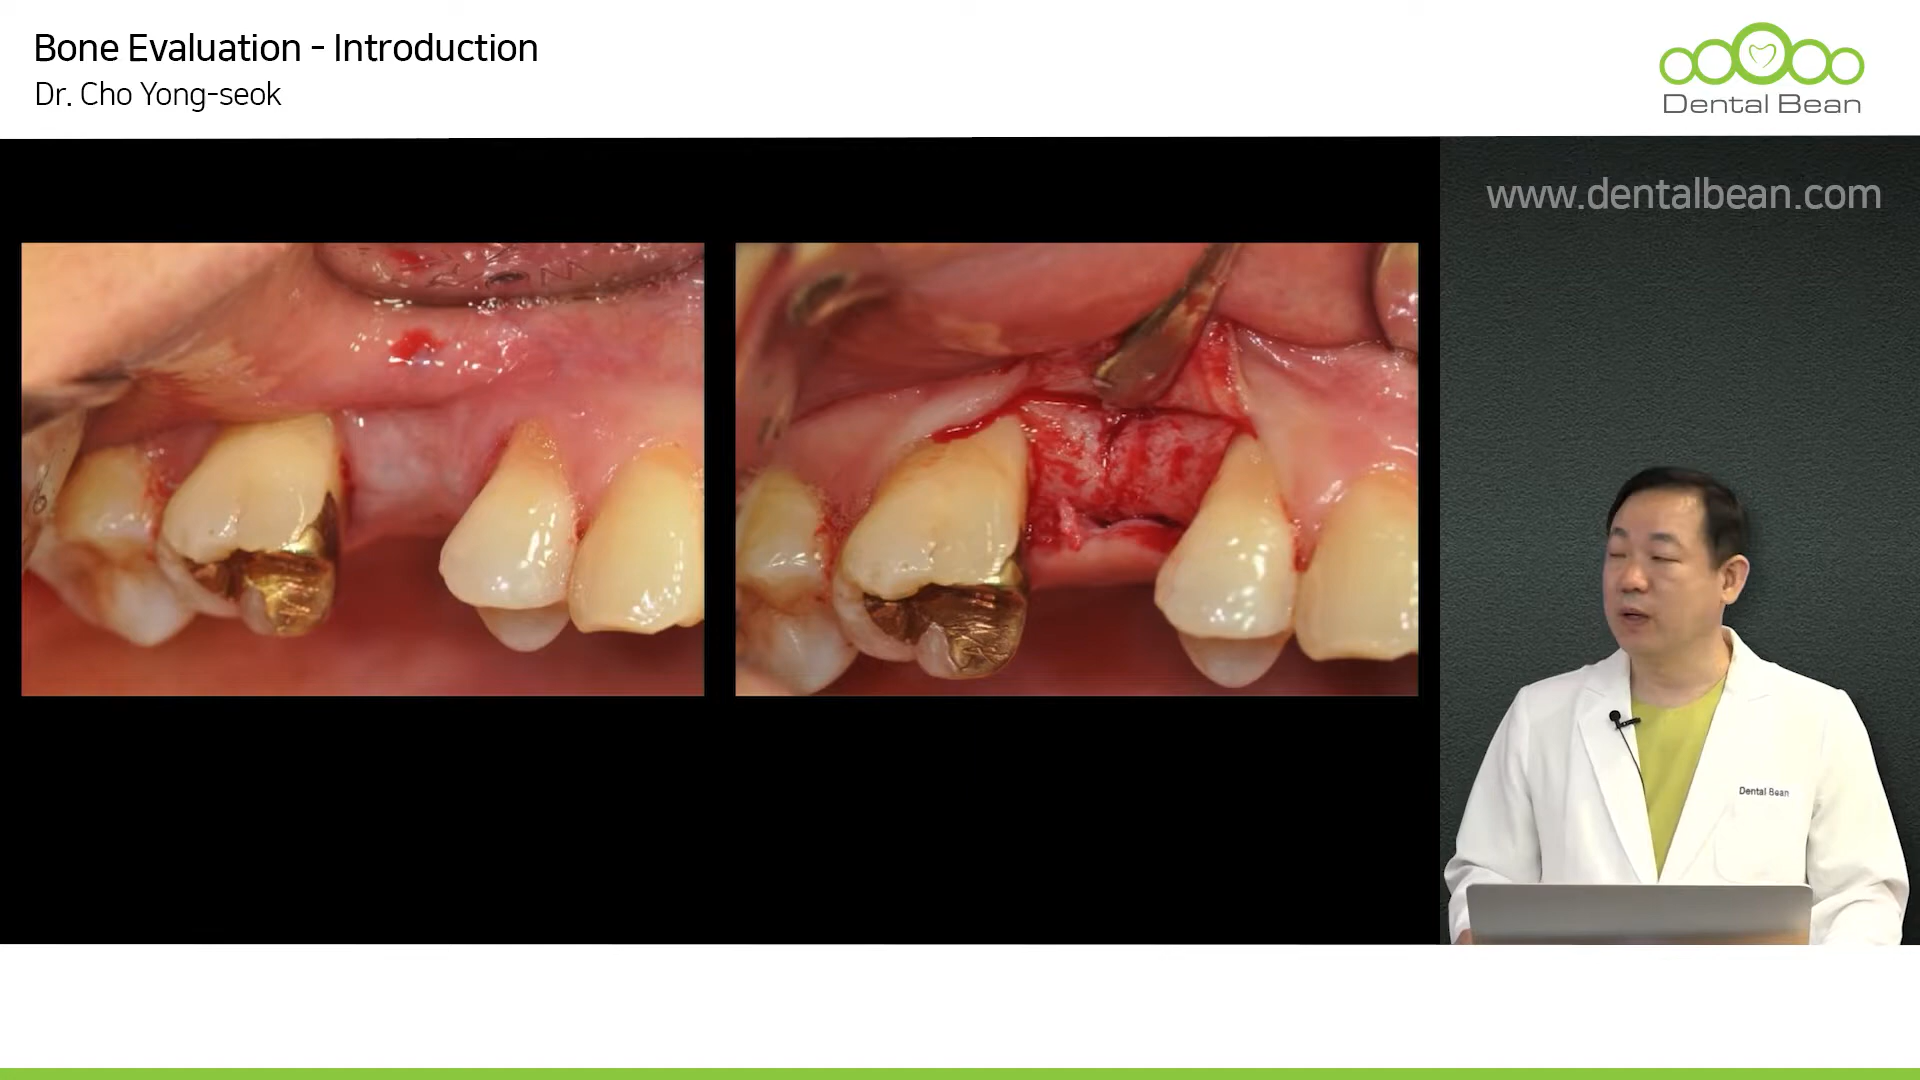 Bone Evaluation - Introduction
Dr. Cho Yong-seok
Dental Bean
www.dentalbean.com
Dental Bean